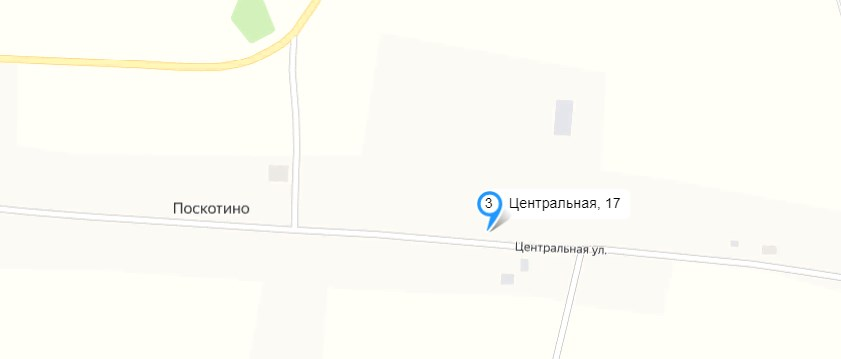 3 Центральная, 17
Поскотино
Центральная ул.